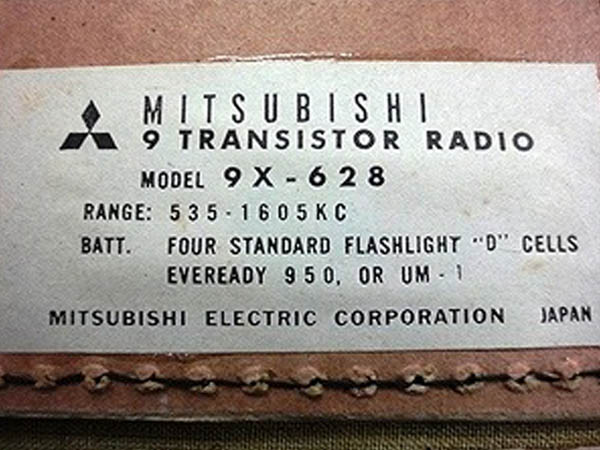 MITSUBISHI
9 TRANSISTOR RADIO
MODEL 9X-628
RANGE: 535-1605KC
BATT. FOUR STANDARD FLASHLIGHT "D" CELLS
EVEREADY 950, OR UM-1
MITSUBISHI ELECTRIC CORPORATION JAPAN